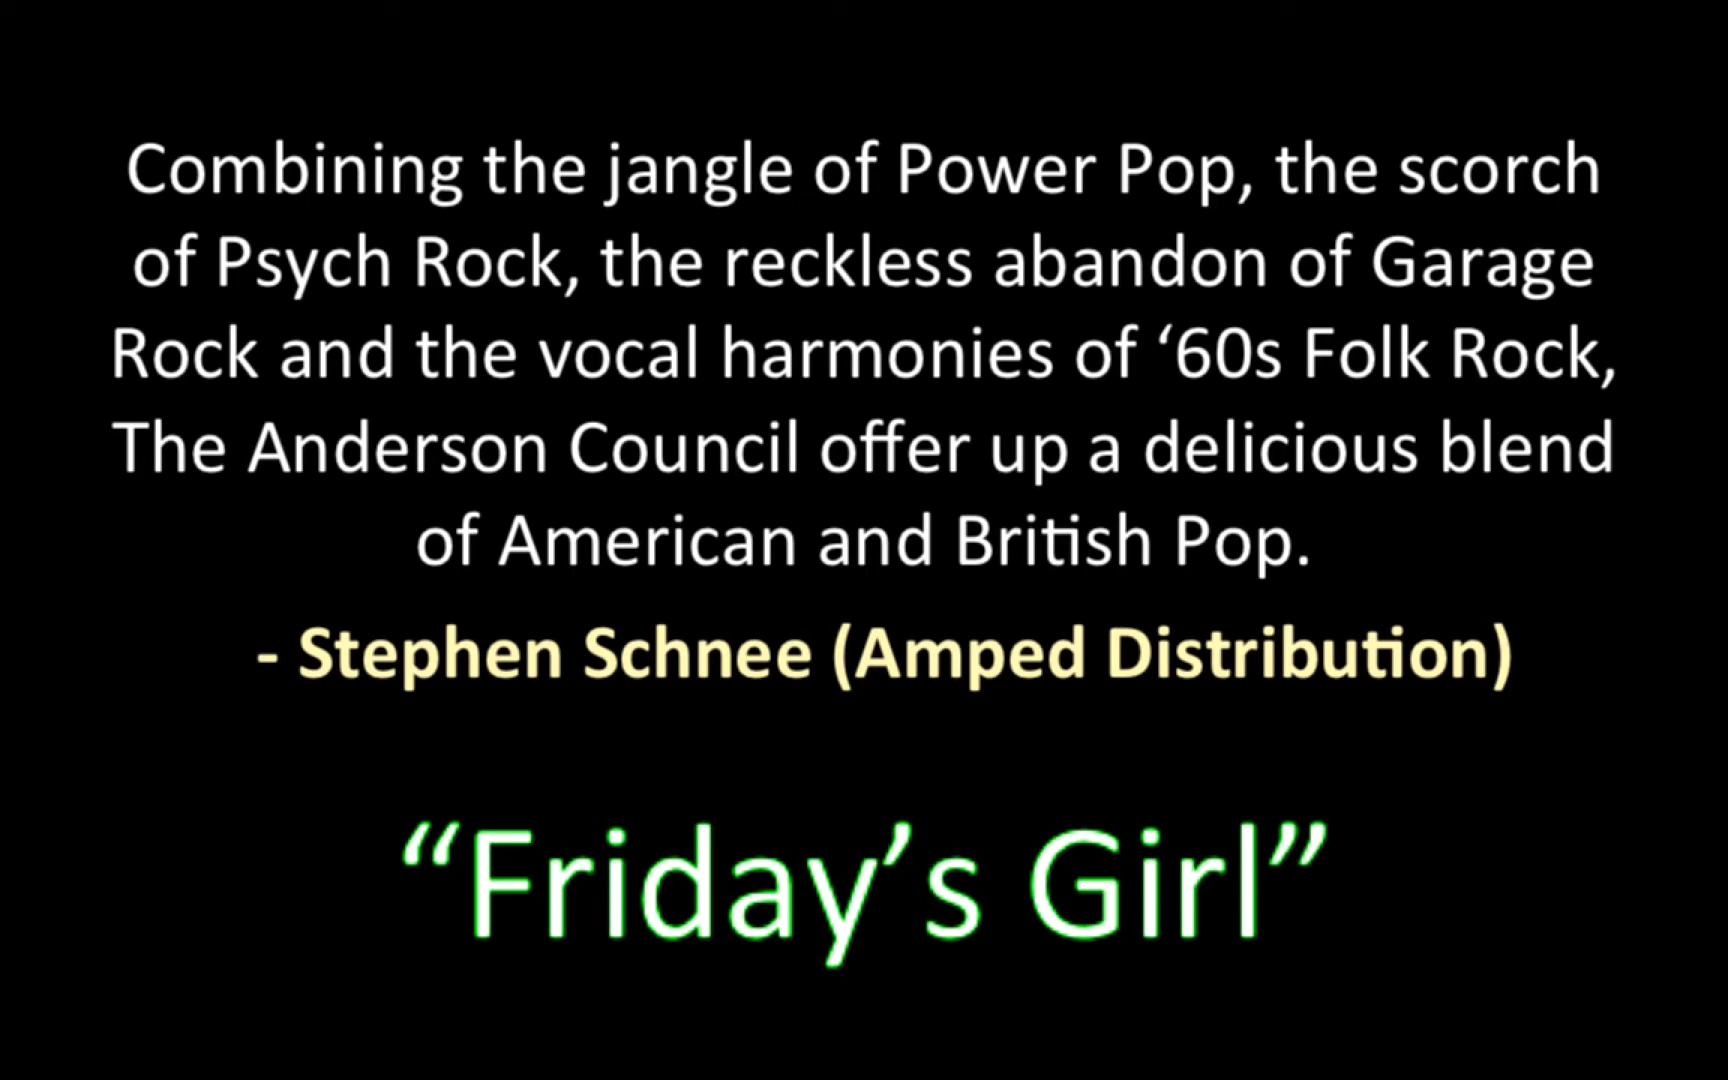 Combining the jangle of Power Pop, the scorch
of Psych Rock, the reckless abandon of Garage
Rock and the vocal harmonies of ‘60s Folk Rock,
The Anderson Council offer up a delicious blend
of American and British Pop.
- Stephen Schnee (Amped Distribution)
“Friday’s Girl”